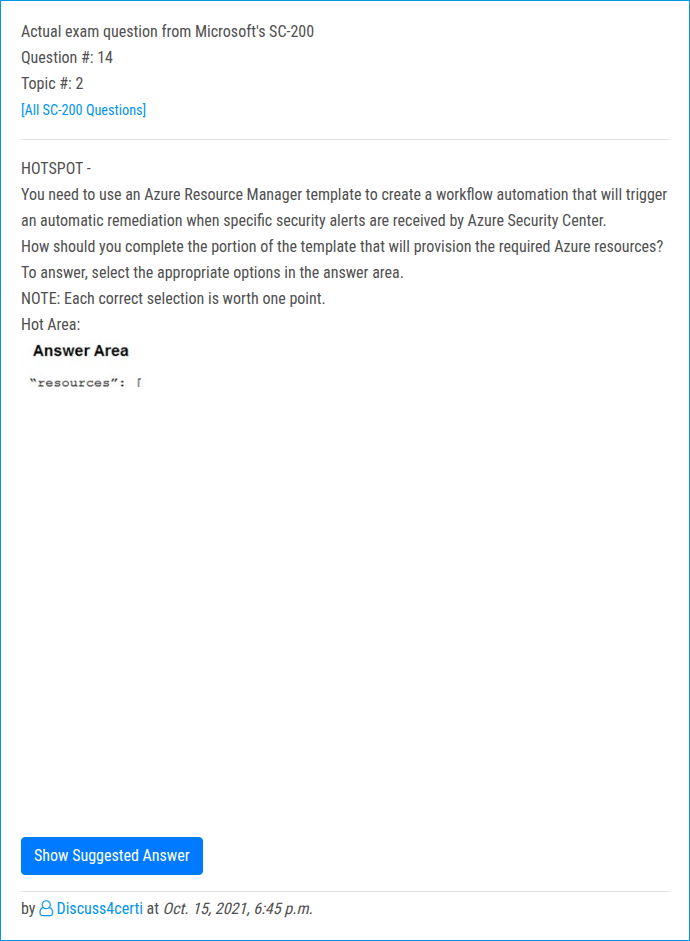 Actual exam question from Microsoft's SC-200
Question #: 14
Topic #: 2
[All SC-200 Questions]
HOTSPOT -
You need to use an Azure Resource Manager template to create a workflow automation that will trigger
an automatic remediation when specific security alerts are received by Azure Security Center.
How should you complete the portion of the template that will provision the required Azure resources?
To answer, select the appropriate options in the answer area.
NOTE: Each correct selection is worth one point.
Hot Area:
Answer Area
“resources”: [
Show Suggested Answer
by Discuss4certi at Oct. 15, 2021, 6:45 p.m.